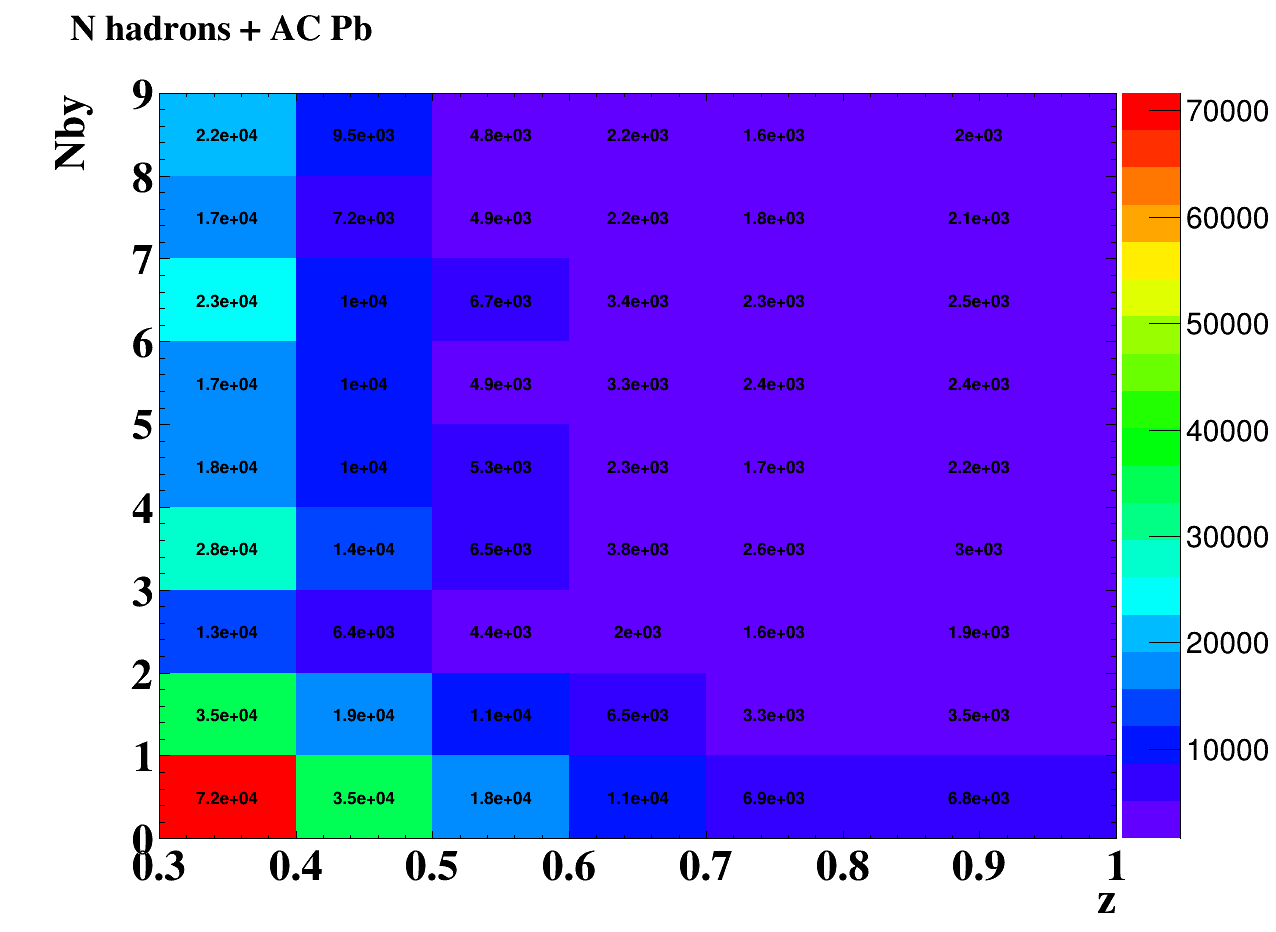 N hadrons + AC Pb
Nby
9
2.2e+04 9.5e+03 4.8e+03 2.2e+03 1.6e+03 2e+03
8
1.7e+04 7.2e+03 4.9e+03 2.2e+03 1.8e+03 2.1e+03
7
2.3e+04 1e+04 6.7e+03 3.4e+03 2.3e+03 2.5e+03
6
1.7e+04 1e+04 4.9e+03 3.3e+03 2.4e+03 2.4e+03
5
1.8e+04 1e+04 5.3e+03 2.3e+03 1.7e+03 2.2e+03
4
2.8e+04 1.4e+04 6.5e+03 3.8e+03 2.6e+03 3e+03
3
1.3e+04 6.4e+03 4.4e+03 2e+03 1.6e+03 1.9e+03
2
3.5e+04 1.9e+04 1.1e+04 6.5e+03 3.3e+03 3.5e+03
1
7.2e+04 3.5e+04 1.8e+04 1.1e+04 6.9e+03 6.8e+03
0
0.3 0.4 0.5 0.6 0.7 0.8 0.9 1
z
70000
60000
50000
40000
30000
20000
10000